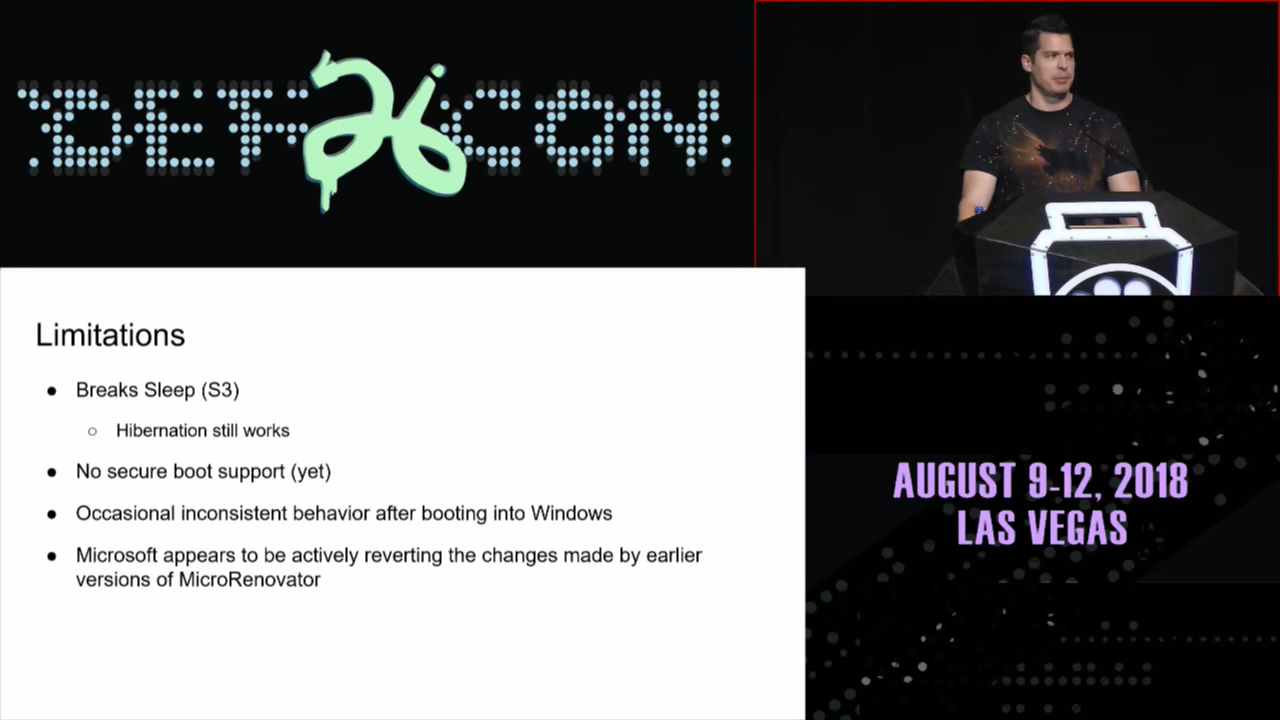 DEF 26 CON
Limitations
● Breaks Sleep (S3)
○ Hibernation still works
● No secure boot support (yet)
● Occasional inconsistent behavior after booting into Windows
● Microsoft appears to be actively reverting the changes made by earlier
versions of MicroRenovator
AUGUST 9-12, 2018
LAS VEGAS